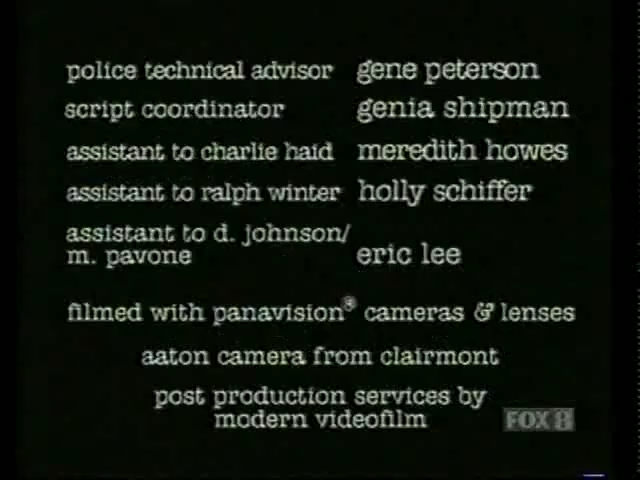 police technical advisor gene peterson
script coordinator genia shipman
assistant to charlie haid meredith howes
assistant to ralph winter holly schiffer
assistant to d. johnson/
m. pavone eric lee
filmed with panavision® cameras & lenses
aaton camera from clairmont
post production services by
modern videofilm
FOX 8